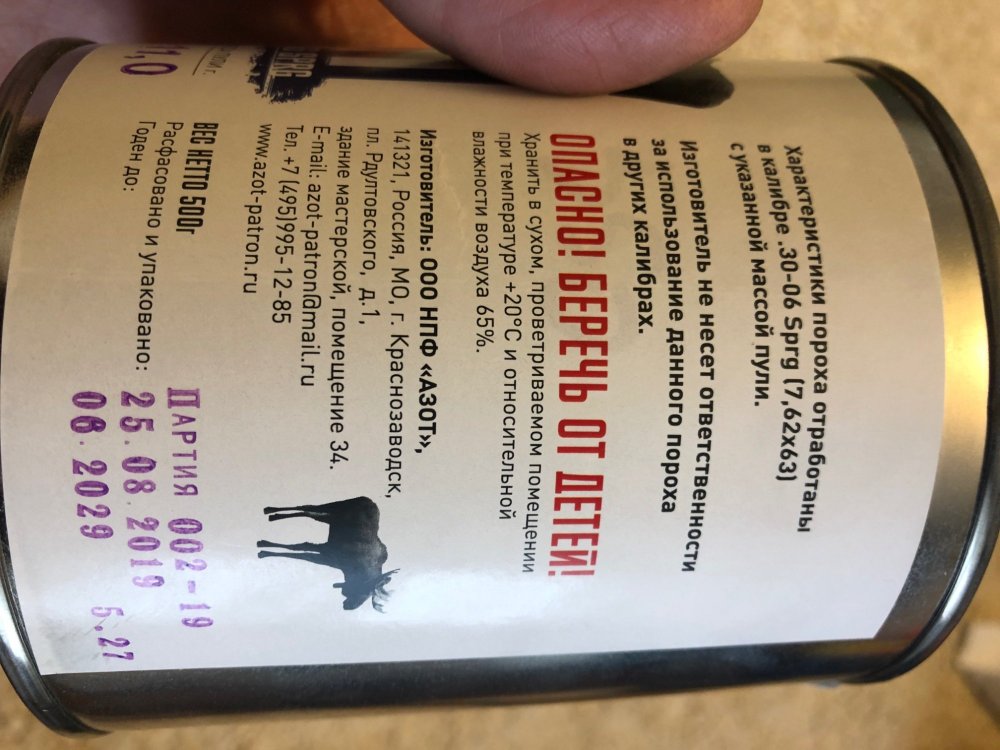 Характеристики пороха отработаны
в калибре .30-06 Sprg (7,62х63)
с указанной массой пули.
Изготовитель не несет ответственности
за использование данного пороха
в других калибрах.
ОПАСНО! БЕРЕЧЬ ОТ ДЕТЕЙ!
Хранить в сухом, проветриваемом помещении
при температуре +20°С и относительной
влажности воздуха 65%.
Изготовитель: ООО НПФ «АЗОТ»,
141321, Россия, МО, г. Краснозаводск,
пл. Рдултовского, д.1,
здание мастерской, помещение 34.
E-mail: azot-patron@mail.ru
Тел. +7 (495)995-12-85
www.azot-patron.ru
ВЕС НЕТТО 500г
Расфасовано и упаковано:
Годен до:
ПАРТИЯ 002-19
25.08.2019
08.2029 5,27
1,0